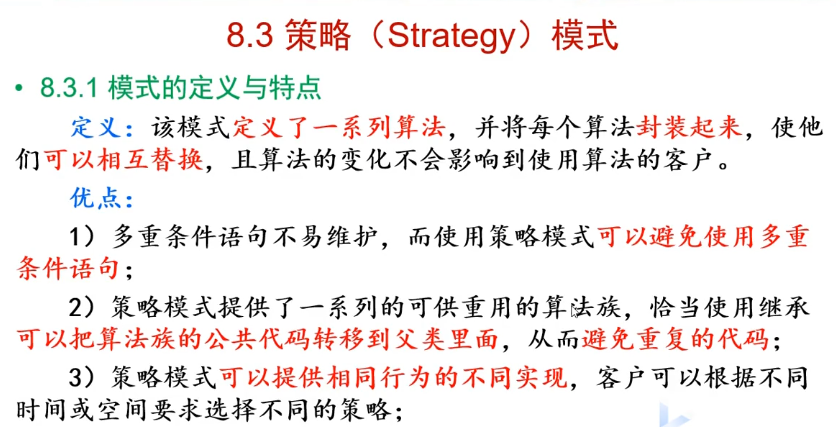 8.3 策略（Strategy）模式
• 8.3.1 模式的定义与特点
定义：该模式定义了一系列算法，并将每个算法封装起来，使他
们可以相互替换，且算法的变化不会影响到使用算法的客户。
优点：
1）多重条件语句不易维护，而使用策略模式可以避免使用多重
条件语句；
2）策略模式提供了一系列的可供重用的算法族，恰当使用继承
可以把算法族的公共代码转移到父类里面，从而避免重复的代码；
3）策略模式可以提供相同行为的不同实现，客户可以根据不同
时间或空间要求选择不同的策略；